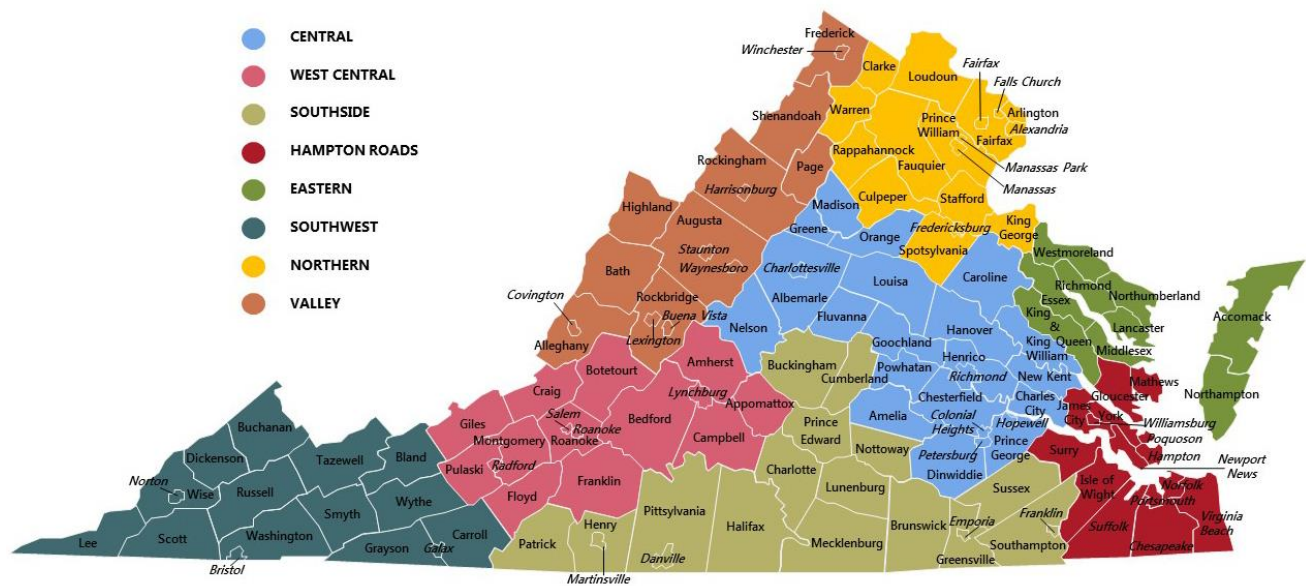 CENTRAL
WEST CENTRAL
SOUTHSIDE
HAMPTON ROADS
EASTERN
SOUTHWEST
NORTHERN
VALLEY
Frederick
Winchester
Clarke
Loudoun
Fairfax
Falls Church
Shenandoah
Warren
Prince
William
Arlington
Alexandria
Fairfax
Rappahannock
Fauquier
Manassas Park
Manassas
Rockingham
Page
Harrisonburg
Culpeper
Stafford
Madison
Highland
Augusta
Greene
Orange
Fredericksburg
King
George
Staunton
Spotsylvania
Westmoreland
Bath
Waynesboro
Charlottesville
Louisa
Caroline
Richmond
Covington
Rockbridge
Albemarle
Essex
Northumberland
Buena Vista
Fluvanna
King
&
King Queen
Lancaster
Accomack
Nelson
Hanover
Alleghany
Lexington
Goochland
William
Middlesex
Amherst
Buckingham
Henrico
Botetourt
Cumberland
Powhatan
Richmond
New Kent
Mathews
Craig
Lynchburg
Chesterfield
Charles
City
Gloucester
Northampton
Appomattox
Amelia
Colonial
Heights
Hopewell
James
City
York
Williamsburg
Giles
Salem
Roanoke
Roanoke
Bedford
Prince
Edward
Poquoson
Buchanan
Montgomery
Campbell
Nottoway
Petersburg
Prince
George
Surry
Hampton
Bland
Pulaski
Radford
Dinwiddie
Newport
News
Dickenson
Tazewell
Charlotte
Norton
Wise
Russell
Wythe
Floyd
Franklin
Lunenburg
Sussex
Isle of
Wight
Norfolk
Portsmouth
Smyth
Pittsylvania
Halifax
Brunswick
Emporia
Franklin
Suffolk
Virginia
Beach
Lee
Scott
Washington
Carroll
Henry
Mecklenburg
Southampton
Chesapeake
Grayson
Galax
Patrick
Danville
Greensville
Bristol
Martinsville